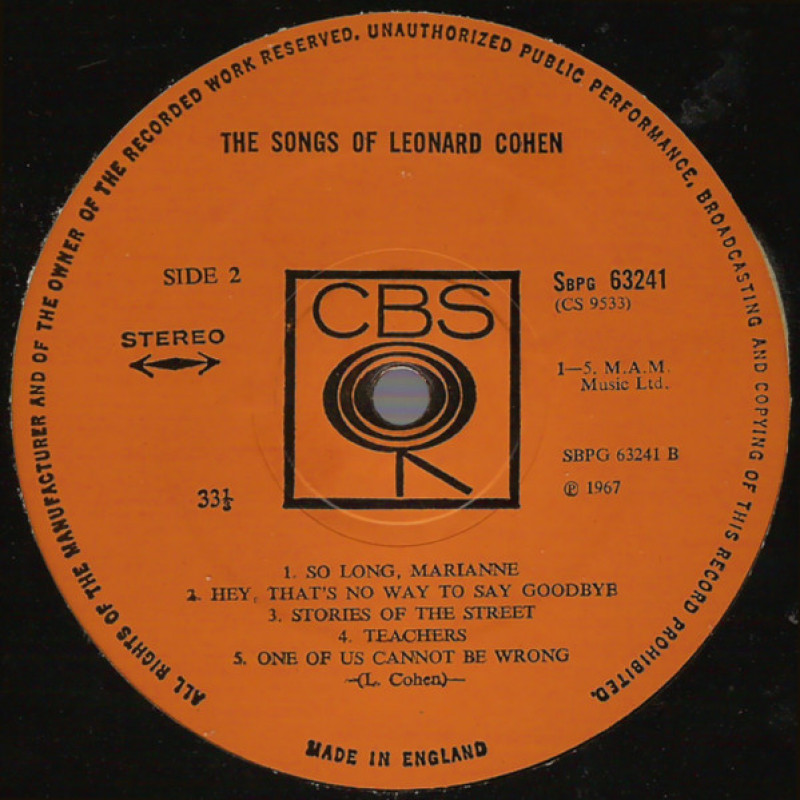 ALL RIGHTS OF THE MANUFACTURER AND OF THE OWNER OF THE RECORDED WORK RESERVED. UNAUTHORIZED PUBLIC PERFORMANCE, BROADCASTING AND COPYING OF THIS RECORD PROHIBITED.
THE SONGS OF LEONARD COHEN
SIDE 2
STEREO
33⅓
CBS
SBPG 63241
(CS 9533)
1—5. M.A.M.
Music Ltd.
SBPG 63241 B
℗ 1967
1. SO LONG, MARIANNE
2. HEY, THAT'S NO WAY TO SAY GOODBYE
3. STORIES OF THE STREET
4. TEACHERS
5. ONE OF US CANNOT BE WRONG
—(L. Cohen)—
MADE IN ENGLAND